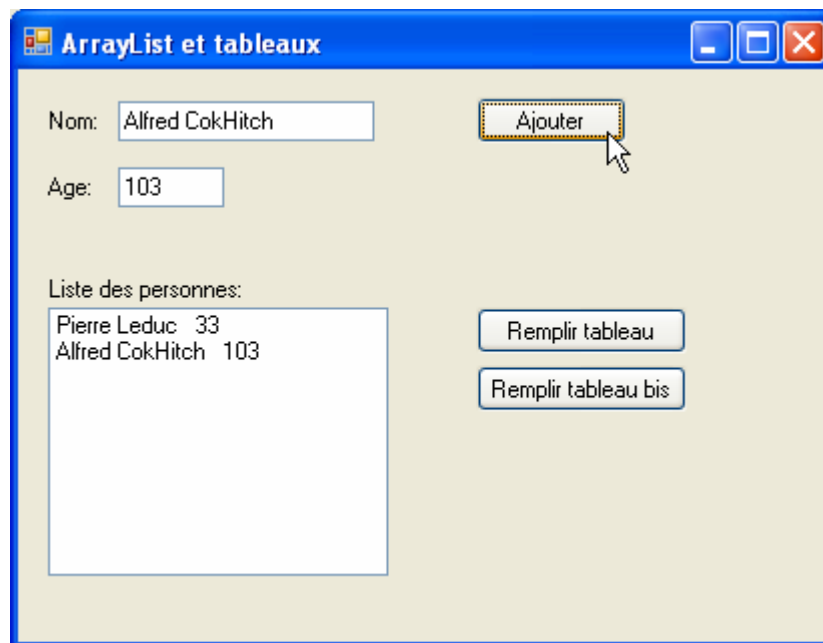 ArrayList et tableaux
Nom: Alfred CokHitch Ajouter
Age: 103
Liste des personnes:
Pierre Leduc 33
Alfred CokHitch 103
Remplir tableau
Remplir tableau bis